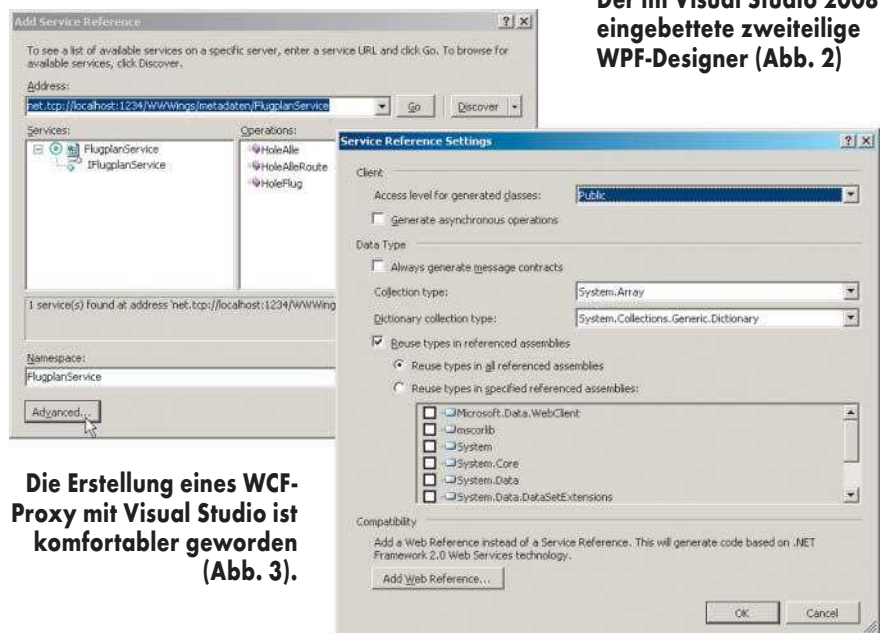 Der im Visual Studio 2008
eingebettete zweiteilige
WPF-Designer (Abb. 2)
Add Service Reference
To see a list of available services on a specific server, enter a service URL and click Go. To browse for
available services, click Discover.
Address:
net.tcp://localhost:1234/WWWings/metadaten/FlugplanService
Go
Discover
Services:
Operations:
FlugplanService
IFlugplanService
HoleAlle
HoleAlleRoute
HoleFlug
1 service(s) found at address 'net.tcp://localhost:1234/WWWing
Namespace:
FlugplanService
Advanced...
Service Reference Settings
Client
Access level for generated classes:
Public
Generate asynchronous operations
Data Type
Always generate message contracts
Collection type:
System.Array
Dictionary collection type:
System.Collections.Generic.Dictionary
Reuse types in referenced assemblies
Reuse types in all referenced assemblies
Reuse types in specified referenced assemblies:
Microsoft.Data.WebClient
mscorlib
System
System.Core
System.Data
System.Data.DataSetExtensions
Compatibility
Add a Web Reference instead of a Service Reference. This will generate code based on .NET
Framework 2.0 Web Services technology.
Add Web Reference...
OK
Cancel
Die Erstellung eines WCF-
Proxy mit Visual Studio ist
komfortabler geworden
(Abb. 3).